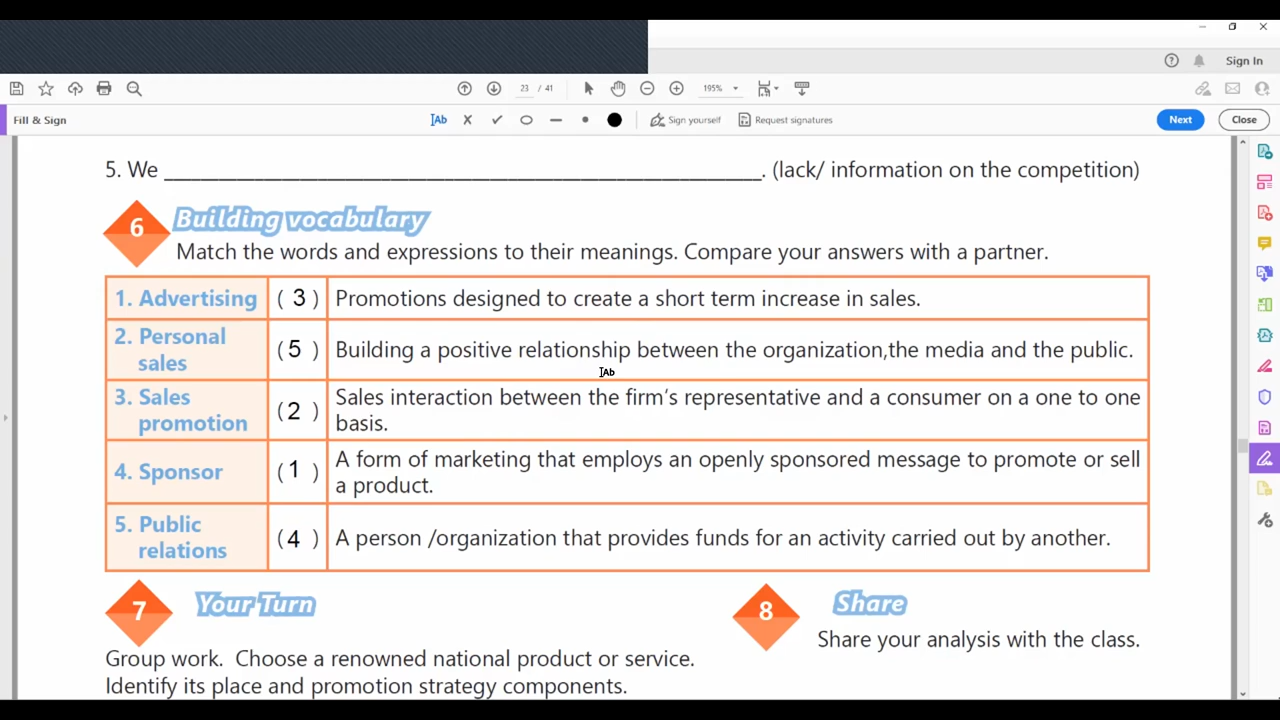 Sign In
23 / 41
195%
Fill & Sign
Ab
Sign yourself
Request signatures
Next
Close
5. We ______________________________________________________. (lack/ information on the competition)
6
Building vocabulary
Match the words and expressions to their meanings. Compare your answers with a partner.
1. Advertising ( 3 ) Promotions designed to create a short term increase in sales.
2. Personal sales ( 5 ) Building a positive relationship between the organization,the media and the public.
Ab
3. Sales promotion ( 2 ) Sales interaction between the firm's representative and a consumer on a one to one
basis.
4. Sponsor ( 1 ) A form of marketing that employs an openly sponsored message to promote or sell
a product.
5. Public relations ( 4 ) A person /organization that provides funds for an activity carried out by another.
7
Your Turn
Group work. Choose a renowned national product or service.
Identify its place and promotion strategy components.
8
Share
Share your analysis with the class.